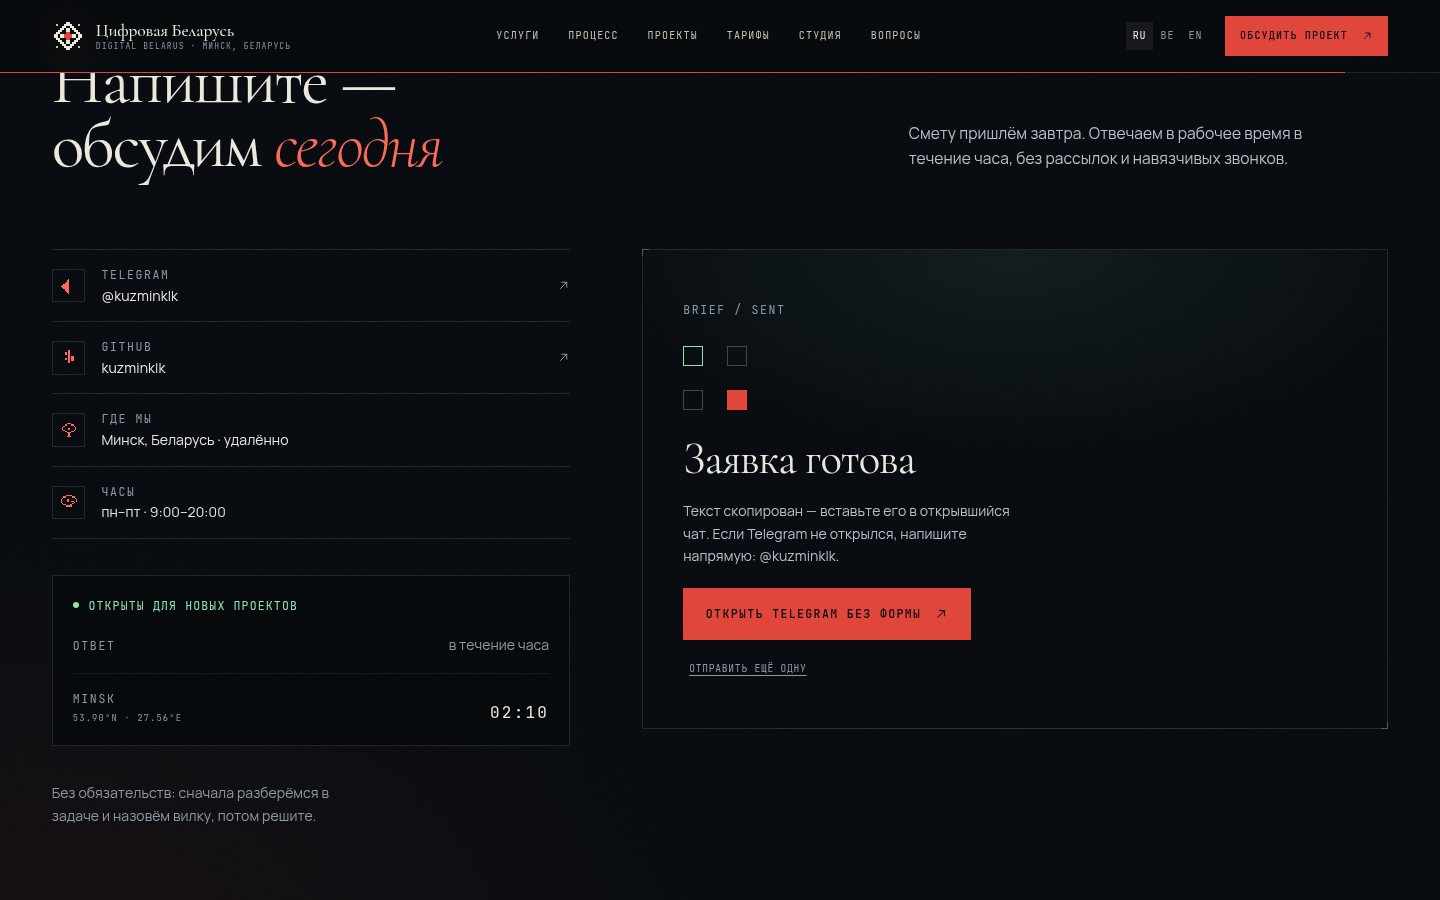 Цифровая Беларусь
DIGITAL BELARUS · МИНСК, БЕЛАРУСЬ
УСЛУГИ
ПРОЦЕСС
ПРОЕКТЫ
ТАРИФЫ
СТУДИЯ
ВОПРОСЫ
RU
BE
EN
ОБСУДИТЬ ПРОЕКТ ↗
Напишите —
обсудим сегодня
Смету пришлём завтра. Отвечаем в рабочее время в
течение часа, без рассылок и навязчивых звонков.
TELEGRAM
@kuzminklk
GITHUB
kuzminklk
ГДЕ МЫ
Минск, Беларусь · удалённо
ЧАСЫ
пн–пт · 9:00–20:00
ОТКРЫТЫ ДЛЯ НОВЫХ ПРОЕКТОВ
ОТВЕТ
в течение часа
MINSK
53.90°N · 27.56°E
02:10
Без обязательств: сначала разберёмся в
задаче и назовём вилку, потом решите.
BRIEF / SENT
Заявка готова
Текст скопирован — вставьте его в открывшийся
чат. Если Telegram не открылся, напишите
напрямую: @kuzminklk.
ОТКРЫТЬ TELEGRAM БЕЗ ФОРМЫ ↗
ОТПРАВИТЬ ЕЩЁ ОДНУ